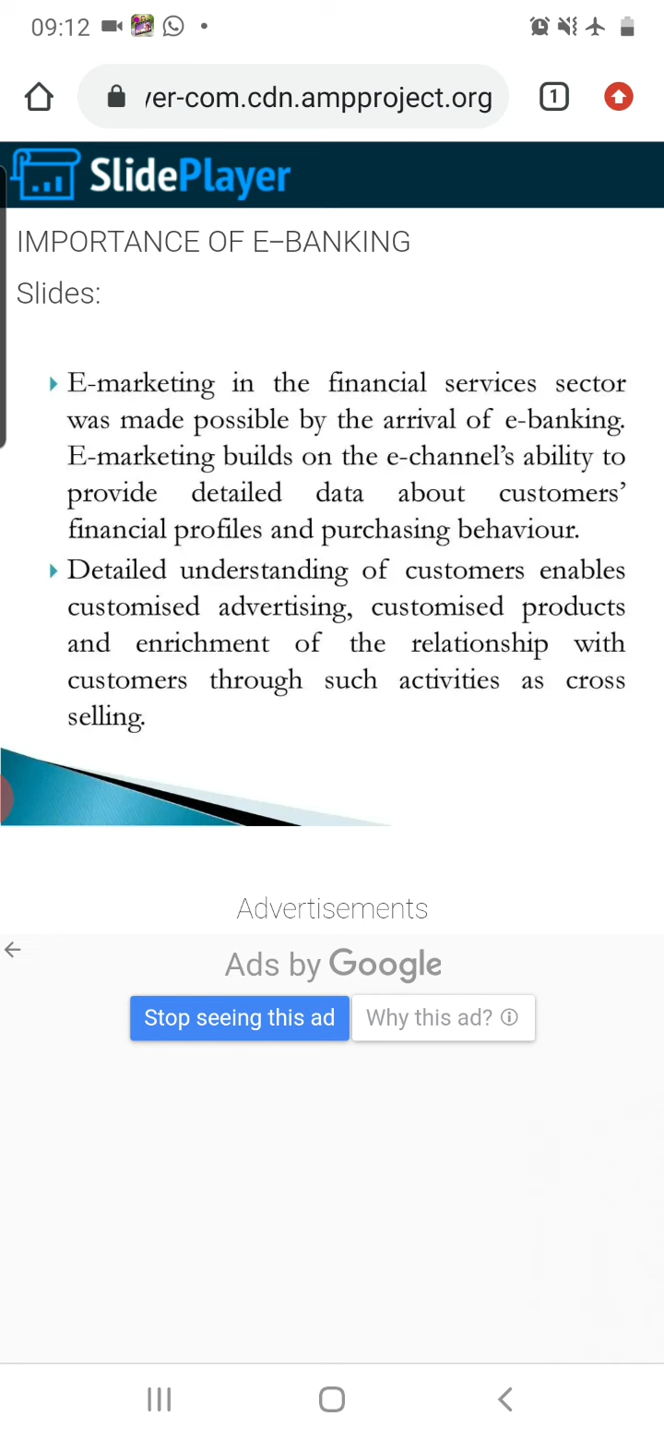 09:12
/er-com.cdn.ampproject.org
1
SlidePlayer
IMPORTANCE OF E-BANKING
Slides:
E-marketing in the financial services sector
was made possible by the arrival of e-banking.
E-marketing builds on the e-channel's ability to
provide detailed data about customers'
financial profiles and purchasing behaviour.
Detailed understanding of customers enables
customised advertising, customised products
and enrichment of the relationship with
customers through such activities as cross
selling.
Advertisements
Ads by Google
Stop seeing this ad
Why this ad?